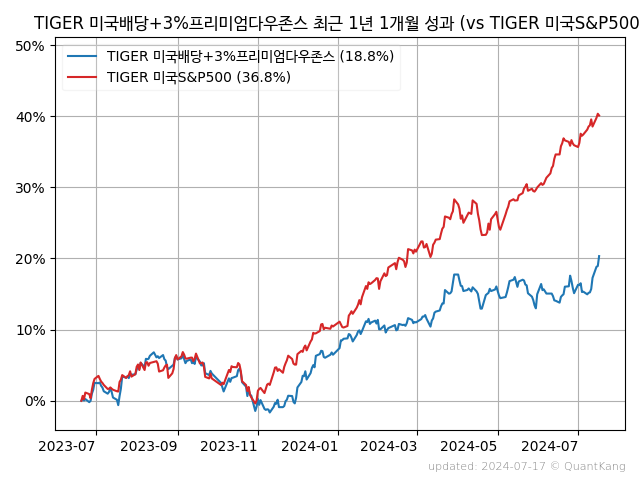 TIGER 미국배당+3%프리미엄다우존스 최근 1년 1개월 성과 (vs TIGER 미국S&P500
50%
TIGER 미국배당+3%프리미엄다우존스 (18.8%)
TIGER 미국S&P500 (36.8%)
40%
30%
20%
10%
0%
2023-07 2023-09 2023-11 2024-01 2024-03 2024-05 2024-07
updated: 2024-07-17 © QuantKang